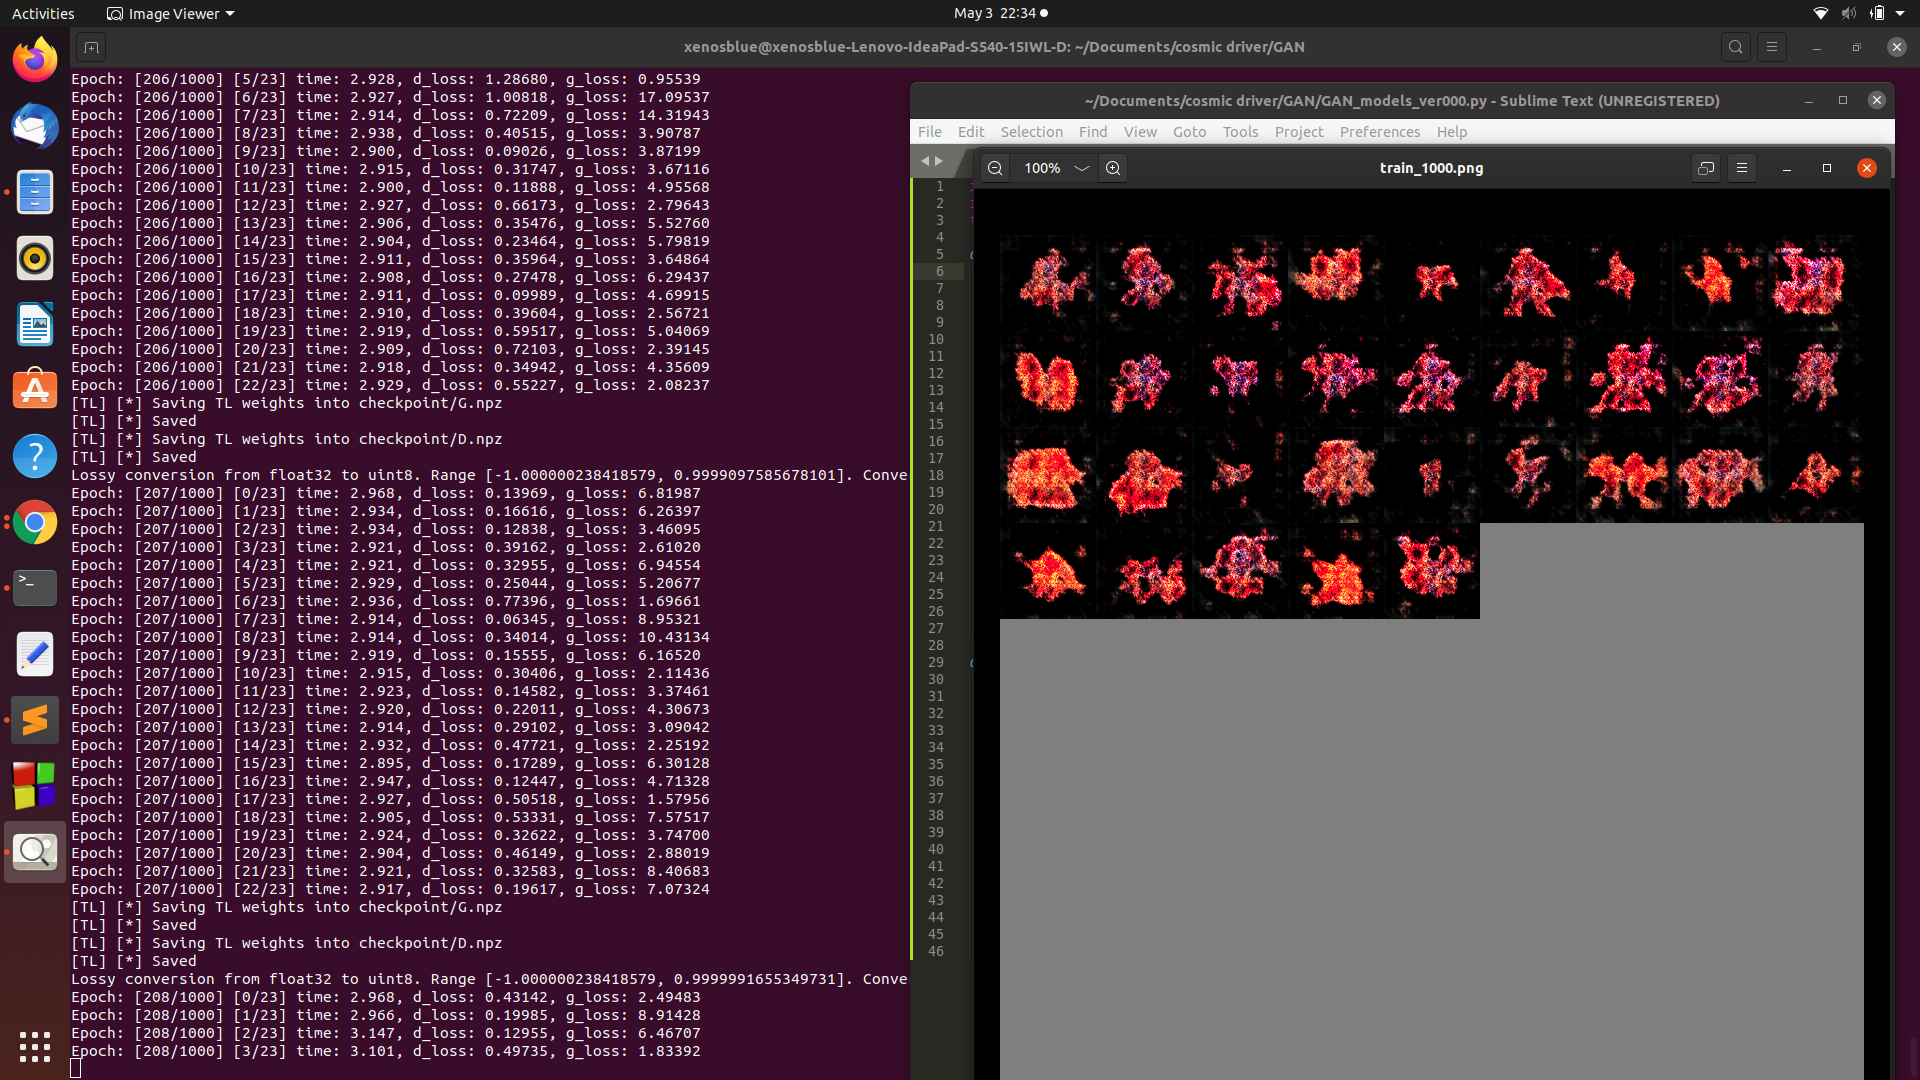 Activities
Image Viewer
May 3 22:34
xenosblue@xenosblue-Lenovo-IdeaPad-S540-15IWL-D: ~/Documents/cosmic driver/GAN
Epoch: [206/1000] [5/23] time: 2.928, d_loss: 1.28680, g_loss: 0.95539
Epoch: [206/1000] [6/23] time: 2.927, d_loss: 1.00818, g_loss: 17.09537
Epoch: [206/1000] [7/23] time: 2.914, d_loss: 0.72209, g_loss: 14.31943
Epoch: [206/1000] [8/23] time: 2.938, d_loss: 0.40515, g_loss: 3.90787
Epoch: [206/1000] [9/23] time: 2.900, d_loss: 0.09026, g_loss: 3.87199
Epoch: [206/1000] [10/23] time: 2.915, d_loss: 0.31747, g_loss: 3.67116
Epoch: [206/1000] [11/23] time: 2.900, d_loss: 0.11888, g_loss: 4.95568
Epoch: [206/1000] [12/23] time: 2.927, d_loss: 0.66173, g_loss: 2.79643
Epoch: [206/1000] [13/23] time: 2.906, d_loss: 0.35476, g_loss: 5.52760
Epoch: [206/1000] [14/23] time: 2.904, d_loss: 0.23464, g_loss: 5.79819
Epoch: [206/1000] [15/23] time: 2.911, d_loss: 0.35964, g_loss: 3.64864
Epoch: [206/1000] [16/23] time: 2.908, d_loss: 0.27478, g_loss: 6.29437
Epoch: [206/1000] [17/23] time: 2.911, d_loss: 0.09989, g_loss: 4.69915
Epoch: [206/1000] [18/23] time: 2.910, d_loss: 0.39604, g_loss: 2.56721
Epoch: [206/1000] [19/23] time: 2.919, d_loss: 0.59517, g_loss: 5.04069
Epoch: [206/1000] [20/23] time: 2.909, d_loss: 0.72103, g_loss: 2.39145
Epoch: [206/1000] [21/23] time: 2.918, d_loss: 0.34942, g_loss: 4.35609
Epoch: [206/1000] [22/23] time: 2.929, d_loss: 0.55227, g_loss: 2.08237
[TL] [*] Saving TL weights into checkpoint/G.npz
[TL] [*] Saved
[TL] [*] Saving TL weights into checkpoint/D.npz
[TL] [*] Saved
Lossy conversion from float32 to uint8. Range [-1.000000238418579, 0.9999097585678101]. Conve
Epoch: [207/1000] [0/23] time: 2.968, d_loss: 0.13969, g_loss: 6.81987
Epoch: [207/1000] [1/23] time: 2.934, d_loss: 0.16616, g_loss: 6.26397
Epoch: [207/1000] [2/23] time: 2.934, d_loss: 0.12838, g_loss: 3.46095
Epoch: [207/1000] [3/23] time: 2.921, d_loss: 0.39162, g_loss: 2.61020
Epoch: [207/1000] [4/23] time: 2.921, d_loss: 0.32955, g_loss: 6.94554
Epoch: [207/1000] [5/23] time: 2.929, d_loss: 0.25044, g_loss: 5.20677
Epoch: [207/1000] [6/23] time: 2.936, d_loss: 0.77396, g_loss: 1.69661
Epoch: [207/1000] [7/23] time: 2.914, d_loss: 0.06345, g_loss: 8.95321
Epoch: [207/1000] [8/23] time: 2.914, d_loss: 0.34014, g_loss: 10.43134
Epoch: [207/1000] [9/23] time: 2.919, d_loss: 0.15555, g_loss: 6.16520
Epoch: [207/1000] [10/23] time: 2.915, d_loss: 0.30406, g_loss: 2.11436
Epoch: [207/1000] [11/23] time: 2.923, d_loss: 0.14582, g_loss: 3.37461
Epoch: [207/1000] [12/23] time: 2.920, d_loss: 0.22011, g_loss: 4.30673
Epoch: [207/1000] [13/23] time: 2.914, d_loss: 0.29102, g_loss: 3.09042
Epoch: [207/1000] [14/23] time: 2.932, d_loss: 0.47721, g_loss: 2.25192
Epoch: [207/1000] [15/23] time: 2.895, d_loss: 0.17289, g_loss: 6.30128
Epoch: [207/1000] [16/23] time: 2.947, d_loss: 0.12447, g_loss: 4.71328
Epoch: [207/1000] [17/23] time: 2.927, d_loss: 0.50518, g_loss: 1.57956
Epoch: [207/1000] [18/23] time: 2.905, d_loss: 0.53331, g_loss: 7.57517
Epoch: [207/1000] [19/23] time: 2.924, d_loss: 0.32622, g_loss: 3.74700
Epoch: [207/1000] [20/23] time: 2.904, d_loss: 0.46149, g_loss: 2.88019
Epoch: [207/1000] [21/23] time: 2.921, d_loss: 0.32583, g_loss: 8.40683
Epoch: [207/1000] [22/23] time: 2.917, d_loss: 0.19617, g_loss: 7.07324
[TL] [*] Saving TL weights into checkpoint/G.npz
[TL] [*] Saved
[TL] [*] Saving TL weights into checkpoint/D.npz
[TL] [*] Saved
Lossy conversion from float32 to uint8. Range [-1.000000238418579, 0.9999991655349731]. Conve
Epoch: [208/1000] [0/23] time: 2.968, d_loss: 0.43142, g_loss: 2.49483
Epoch: [208/1000] [1/23] time: 2.966, d_loss: 0.19985, g_loss: 8.91428
Epoch: [208/1000] [2/23] time: 3.147, d_loss: 0.12955, g_loss: 6.46707
Epoch: [208/1000] [3/23] time: 3.101, d_loss: 0.49735, g_loss: 1.83392
~/Documents/cosmic driver/GAN/GAN_models_ver000.py - Sublime Text (UNREGISTERED)
File Edit Selection Find View Goto Tools Project Preferences Help
100%
train_1000.png
1
2
3
4
5
6
7
8
9
10
11
12
13
14
15
16
17
18
19
20
21
22
23
24
25
26
27
28
29
30
31
32
33
34
35
36
37
38
39
40
41
42
43
44
45
46